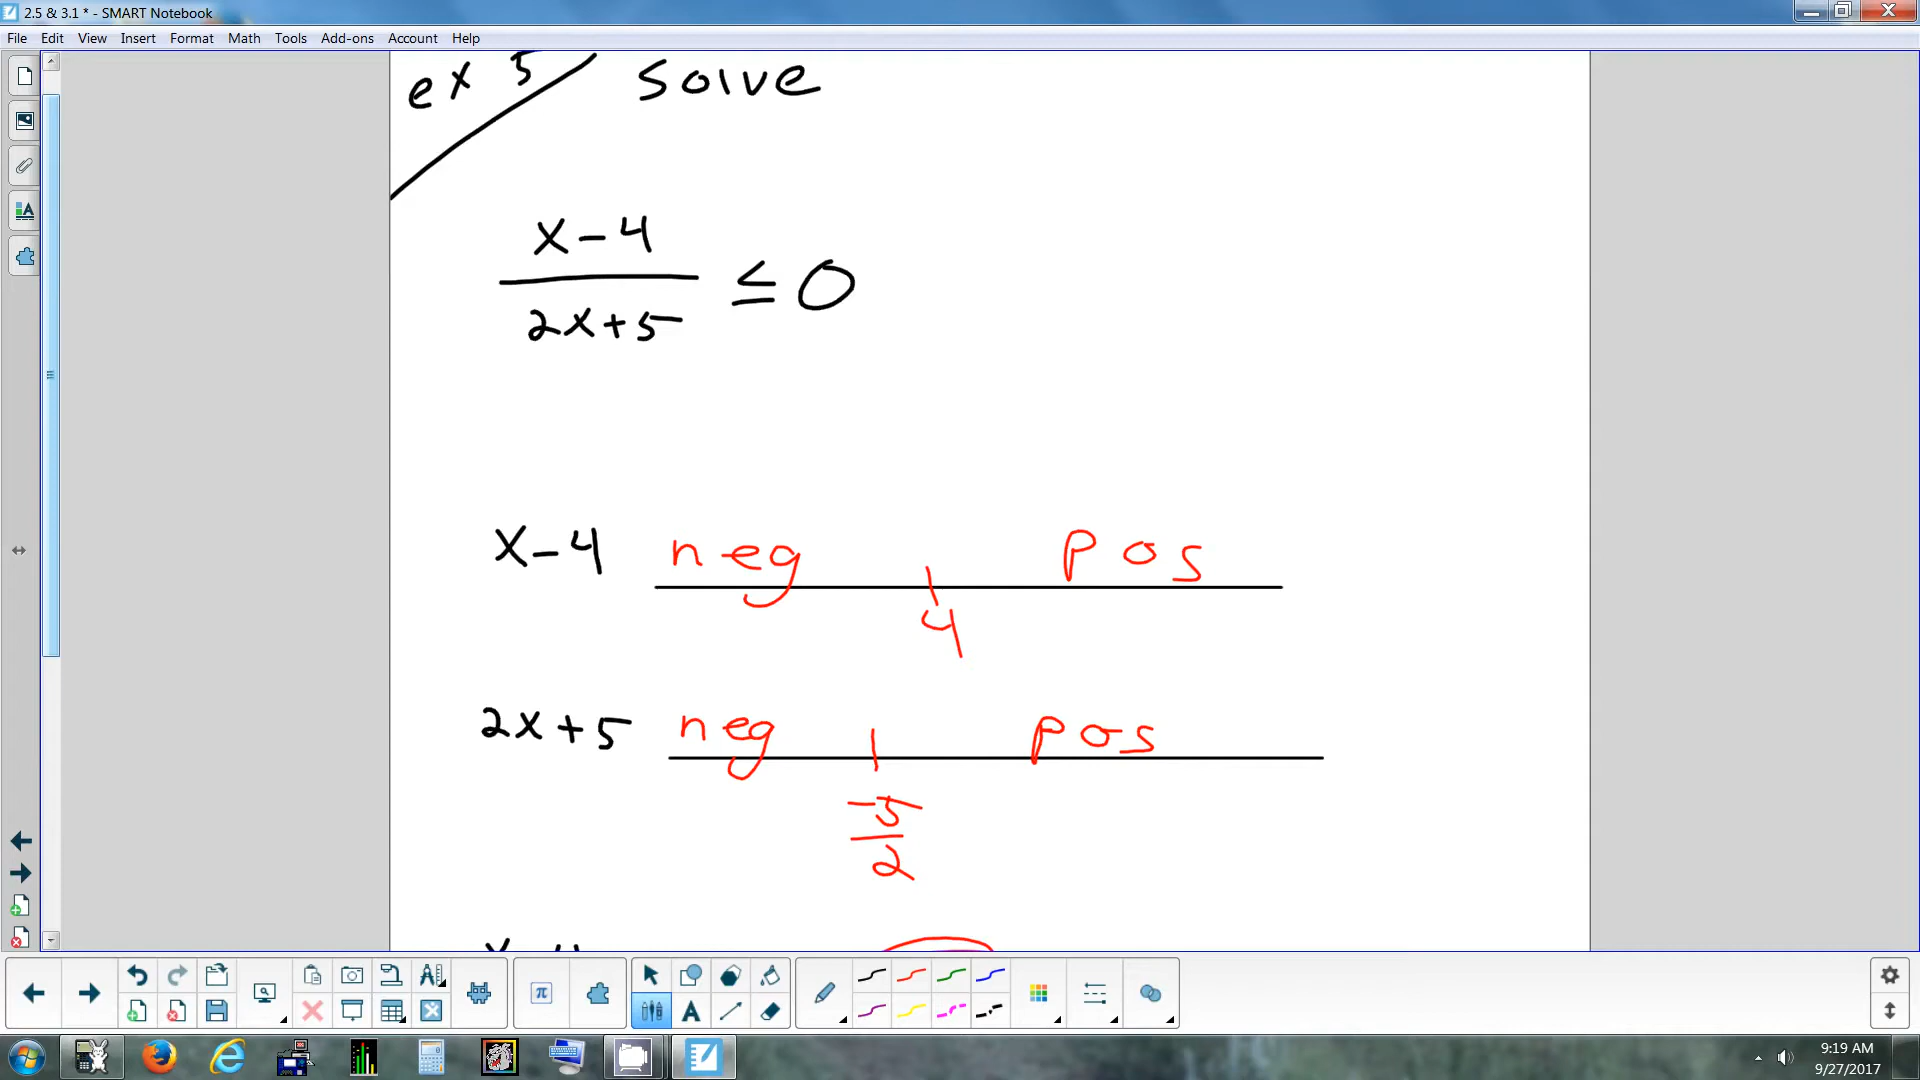 2.5 & 3.1 * - SMART Notebook
File Edit View Insert Format Math Tools Add-ons Account Help
ex 5 solve
x-4
2x+5
≤ 0
x-4 neg pos
4
2x+5 neg pos
-5
2
π
A
9:19 AM
9/27/2017